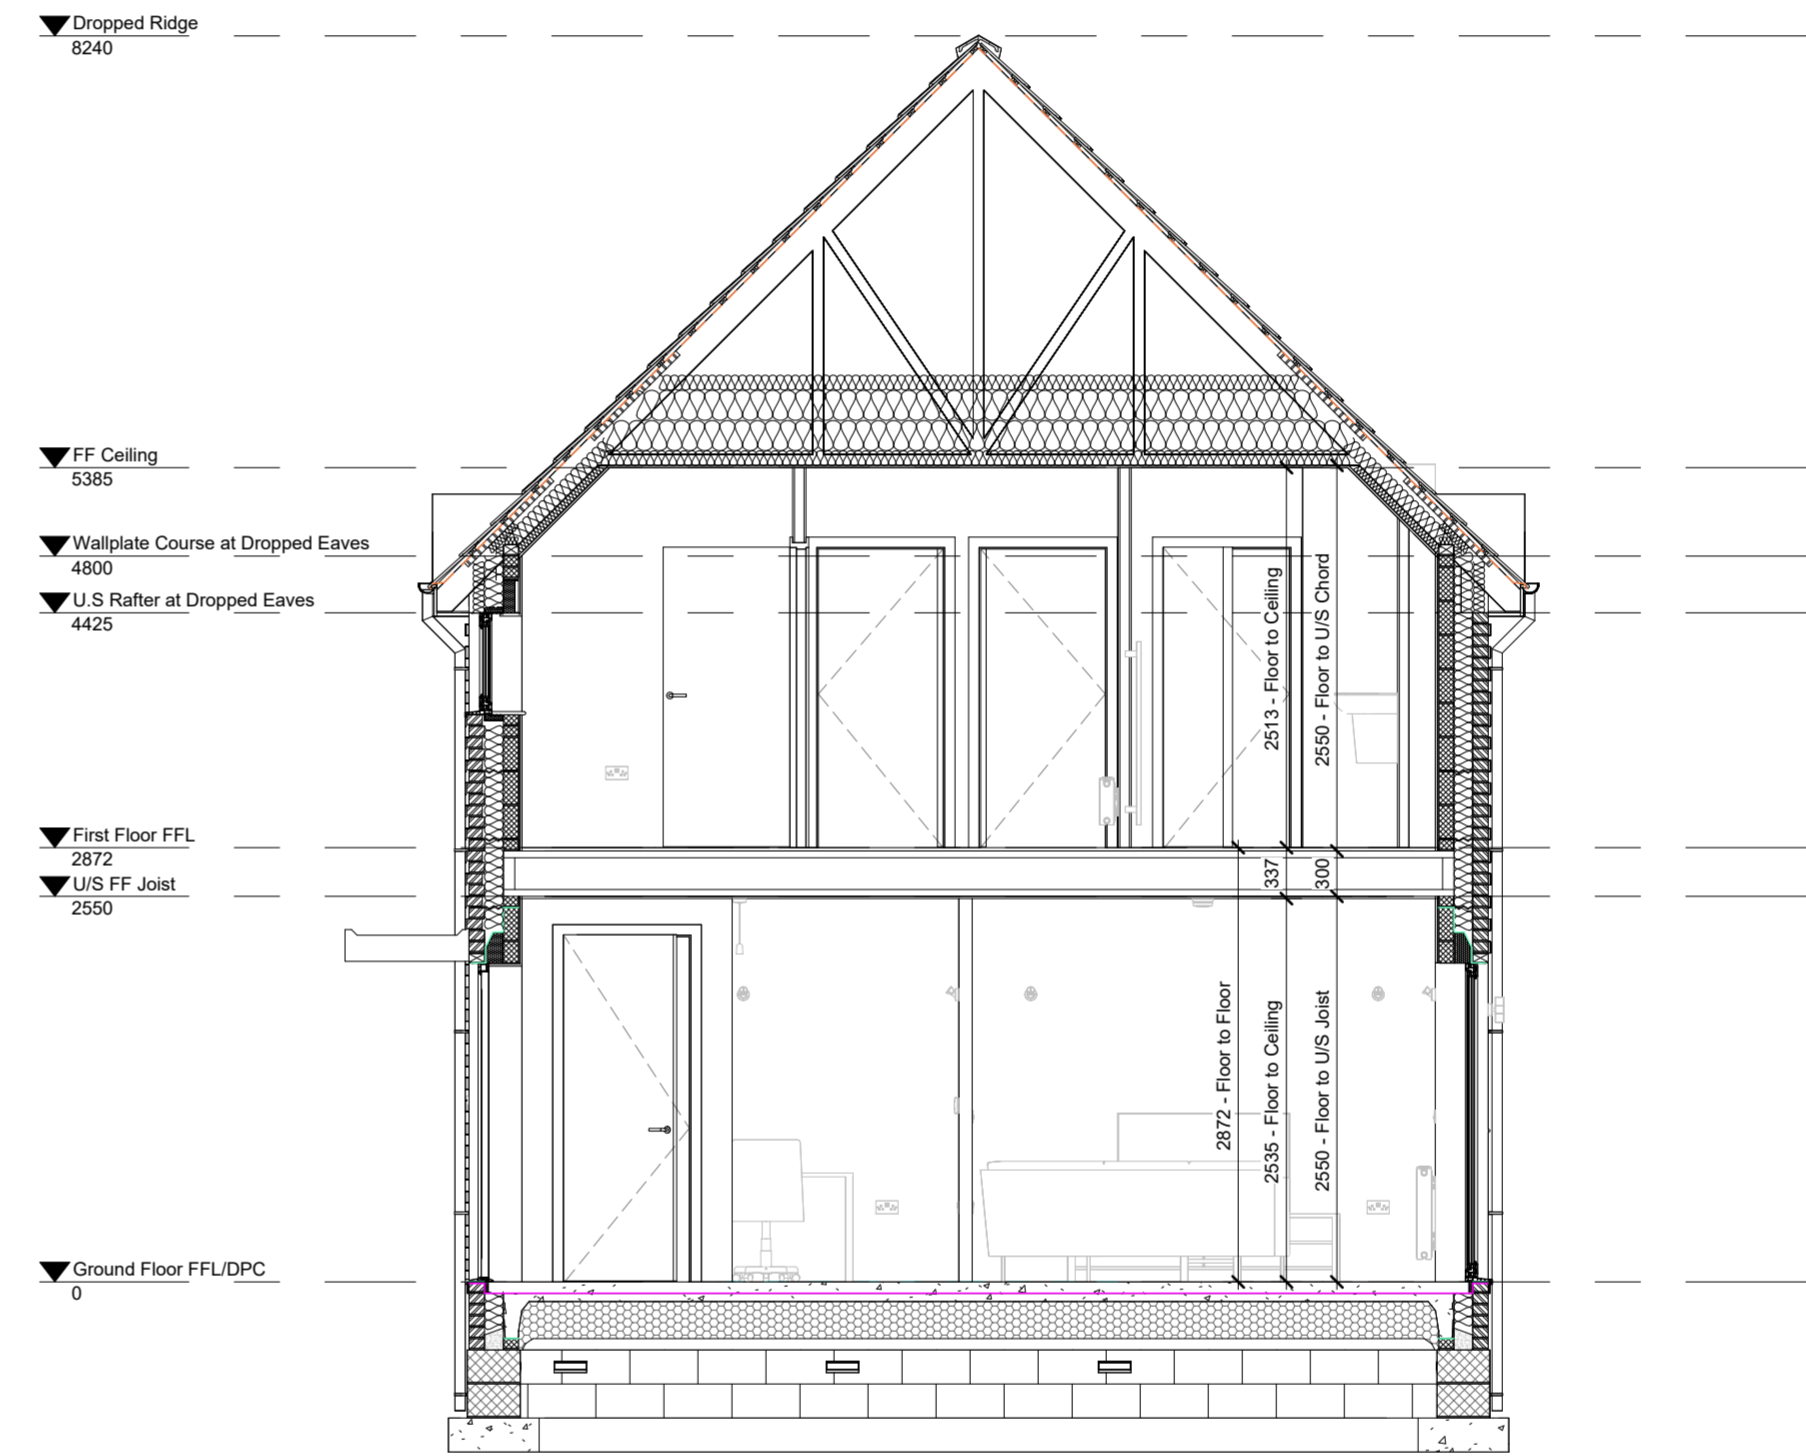 Dropped Ridge
8240
FF Ceiling
5385
Wallplate Course at Dropped Eaves
4800
U.S Rafter at Dropped Eaves
4425
2513 - Floor to Ceiling
2550 - Floor to U/S Chord
First Floor FFL
2872
337
300
U/S FF Joist
2550
2872 - Floor to Floor
2535 - Floor to Ceiling
2550 - Floor to U/S Joist
Ground Floor FFL/DPC
0